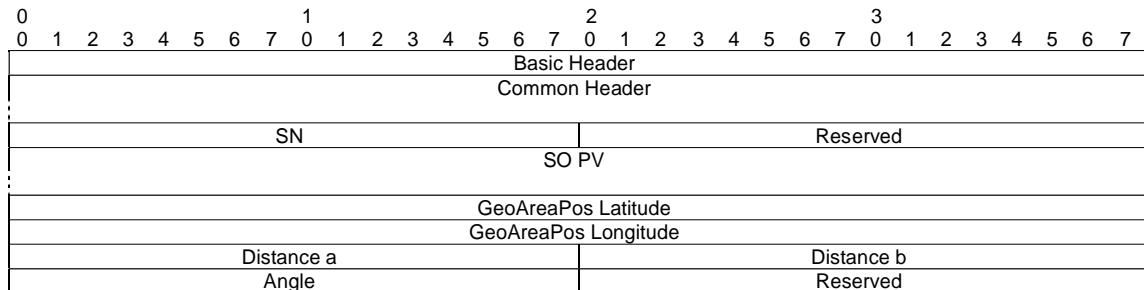 0 1 2 3
0 1 2 3 4 5 6 7 0 1 2 3 4 5 6 7 0 1 2 3 4 5 6 7 0 1 2 3 4 5 6 7
Basic Header
Common Header
SN Reserved
SO PV
GeoAreaPos Latitude
GeoAreaPos Longitude
Distance a Distance b
Angle Reserved